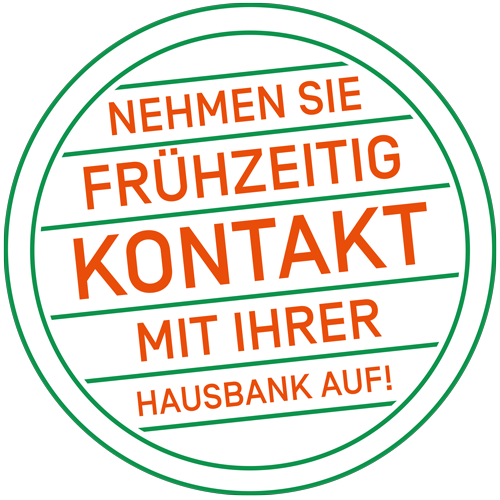 NEHMEN SIE
FRÜHZEITIG
KONTAKT
MIT IHRER
HAUSBANK AUF!